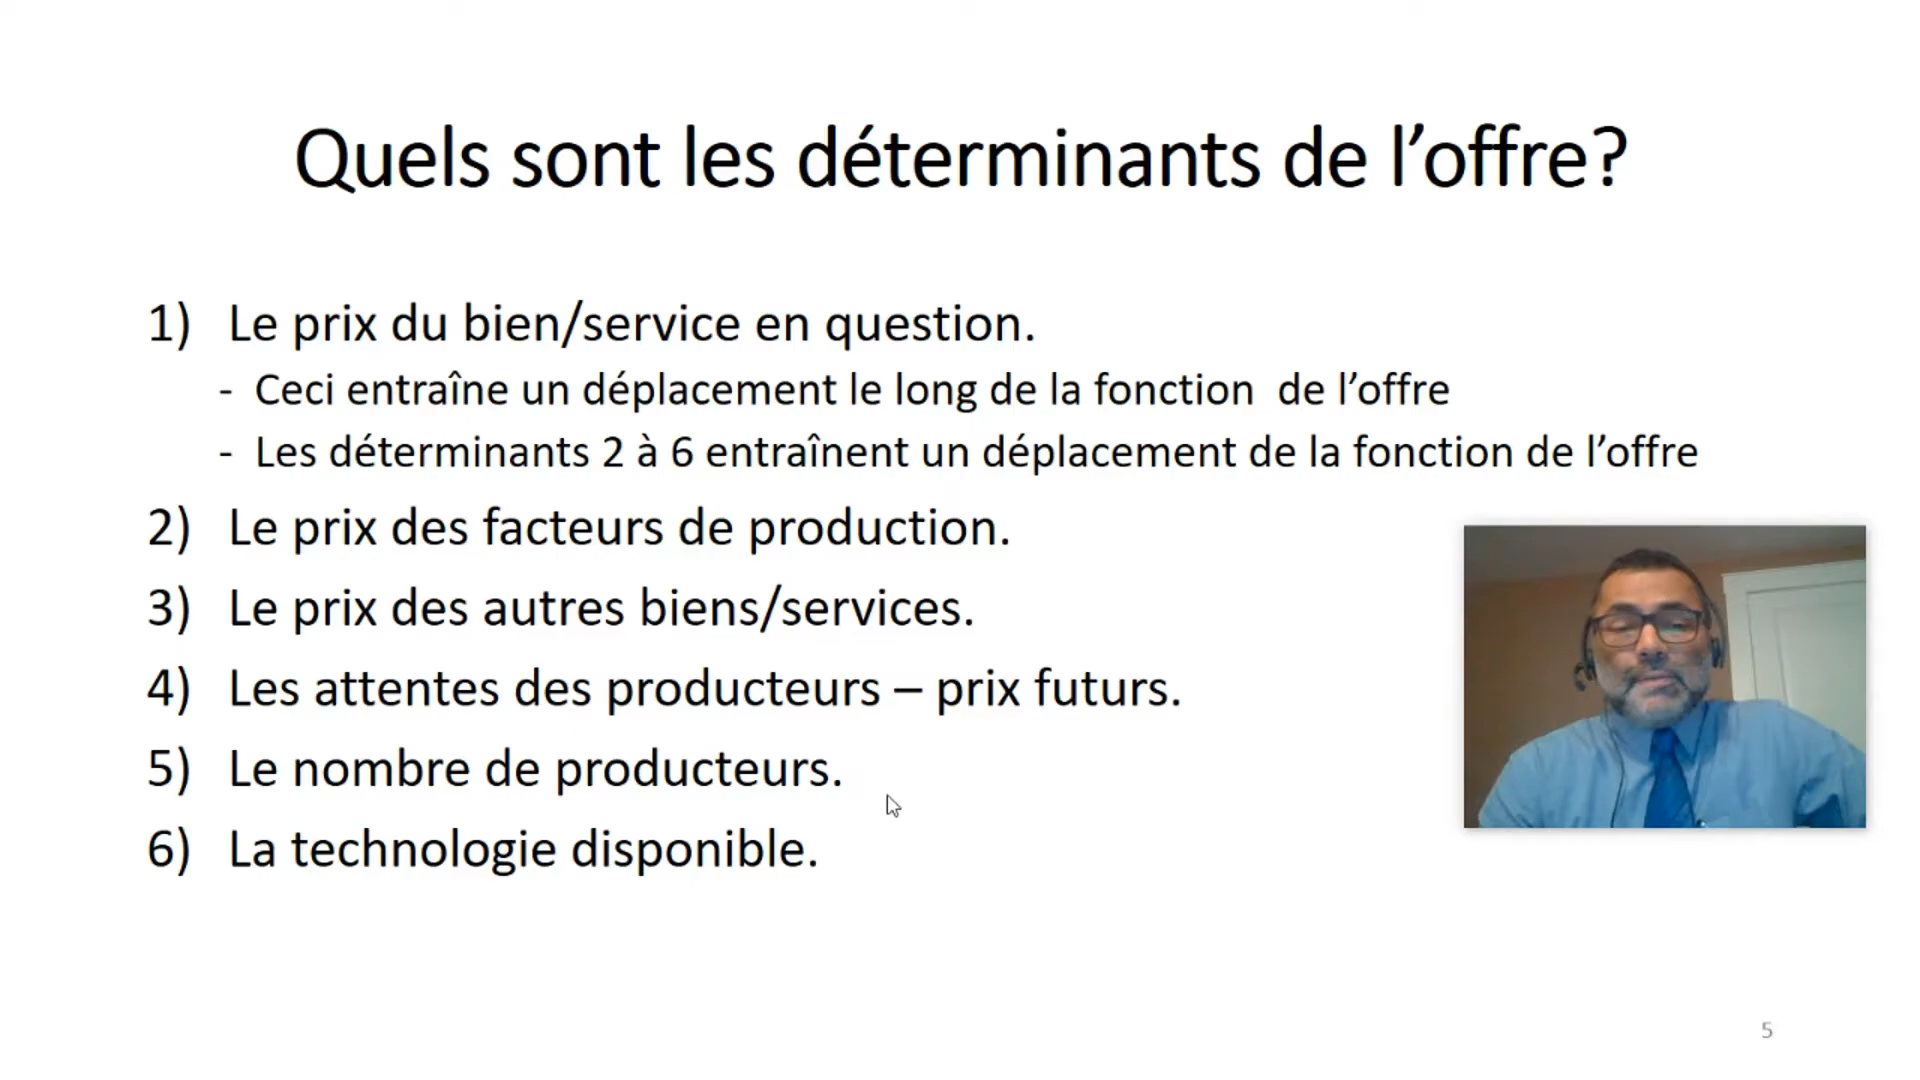 Quels sont les déterminants de l’offre?
1) Le prix du bien/service en question.
- Ceci entraîne un déplacement le long de la fonction  de l’offre
- Les déterminants 2 à 6 entraînent un déplacement de la fonction de l’offre
2) Le prix des facteurs de production.
3) Le prix des autres biens/services.
4) Les attentes des producteurs – prix futurs.
5) Le nombre de producteurs.
6) La technologie disponible.
5